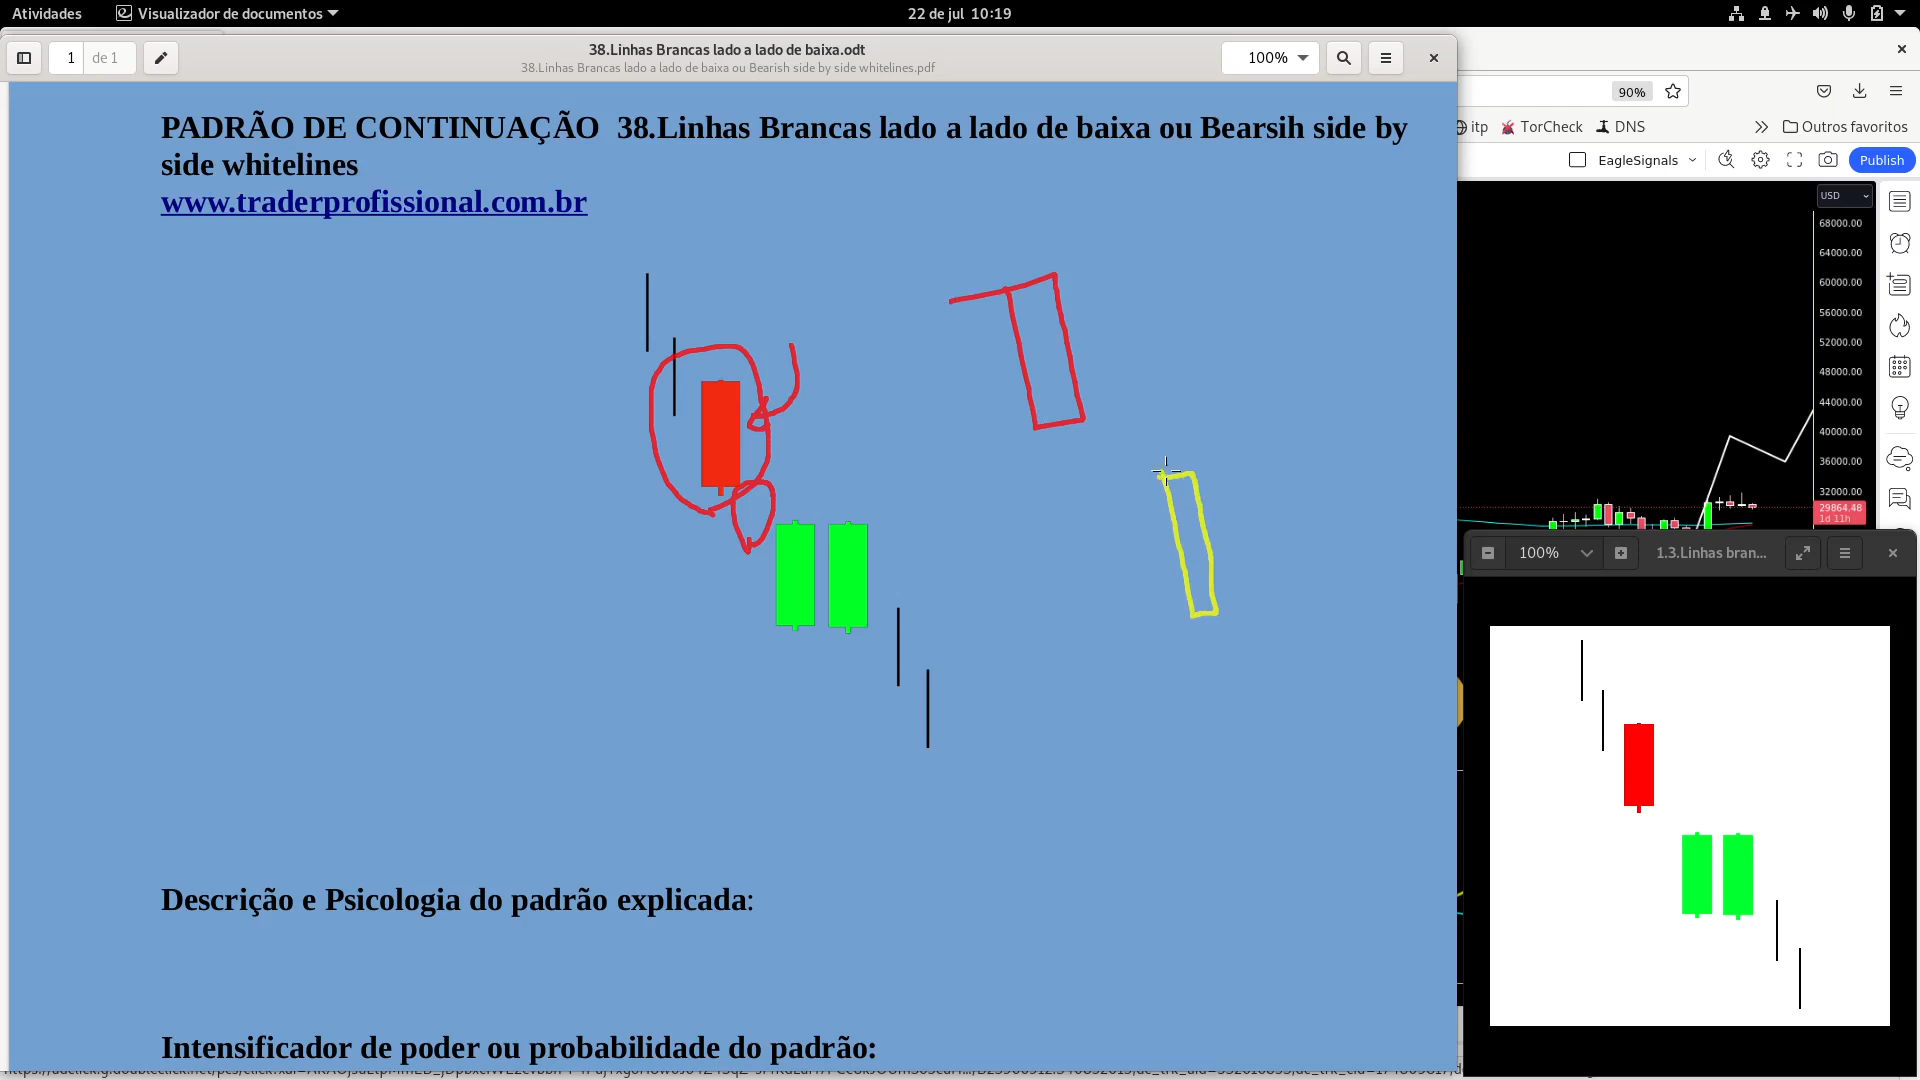 Atividades
Visualizador de documentos
22 de jul 10:19
1
de 1
38.Linhas Brancas lado a lado de baixa.odt
38.Linhas Brancas lado a lado de baixa ou Bearish side by side whitelines.pdf
100%
90%
itp
TorCheck
DNS
Outros favoritos
EagleSignals
Publish
PADRÃO DE CONTINUAÇÃO 38.Linhas Brancas lado a lado de baixa ou Bearsih side by
side whitelines
www.traderprofissional.com.br
USD
68000.00
64000.00
60000.00
56000.00
52000.00
48000.00
44000.00
40000.00
36000.00
32000.00
29864.48
1d 11h
100%
1.3.Linhas bran...
Descrição e Psicologia do padrão explicada:
Intensificador de poder ou probabilidade do padrão: